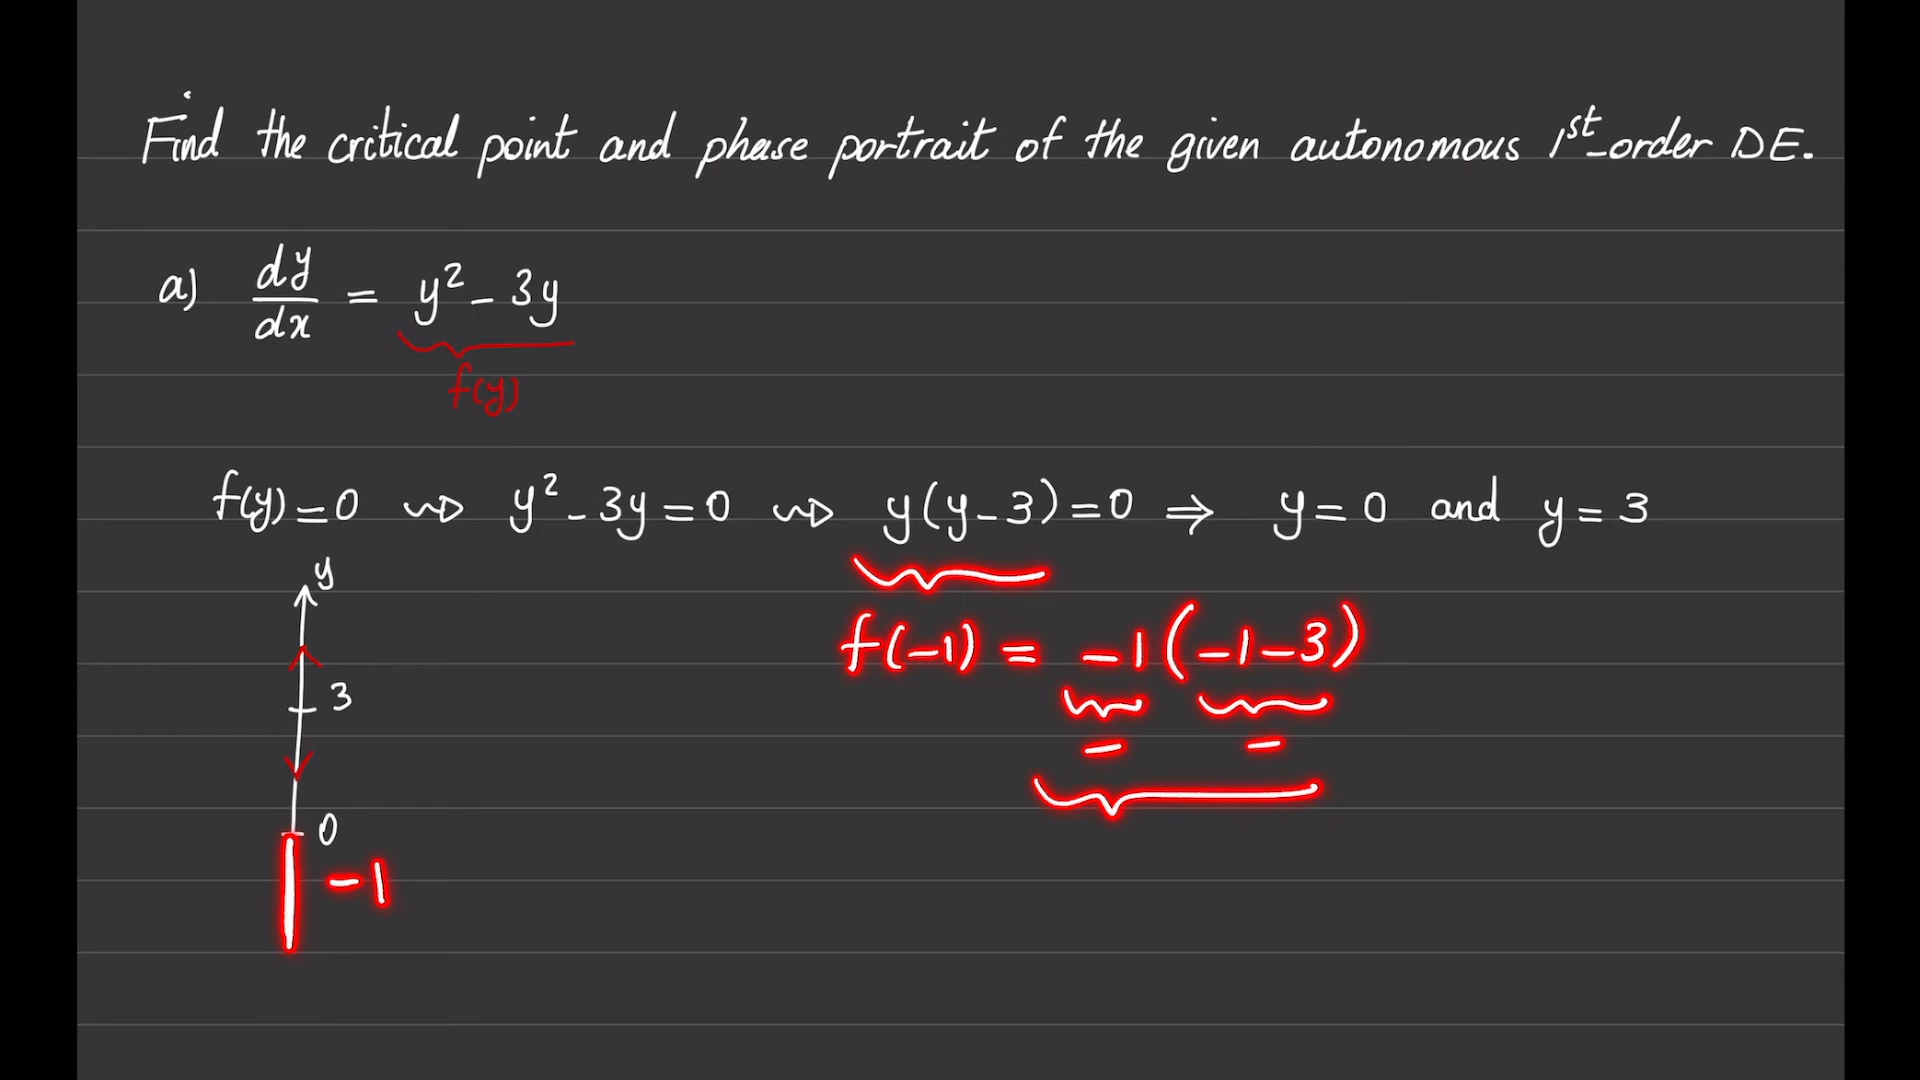 Find the critical point and phase portrait of the given autonomous 1st-order DE.
a) dy/dx = y² - 3y
f(y)
f(y)=0 ⇝ y² - 3y = 0 ⇝ y(y-3)=0 ⇒ y=0 and y=3
y
f(-1) = -1(-1-3)
3
- -
0
-1